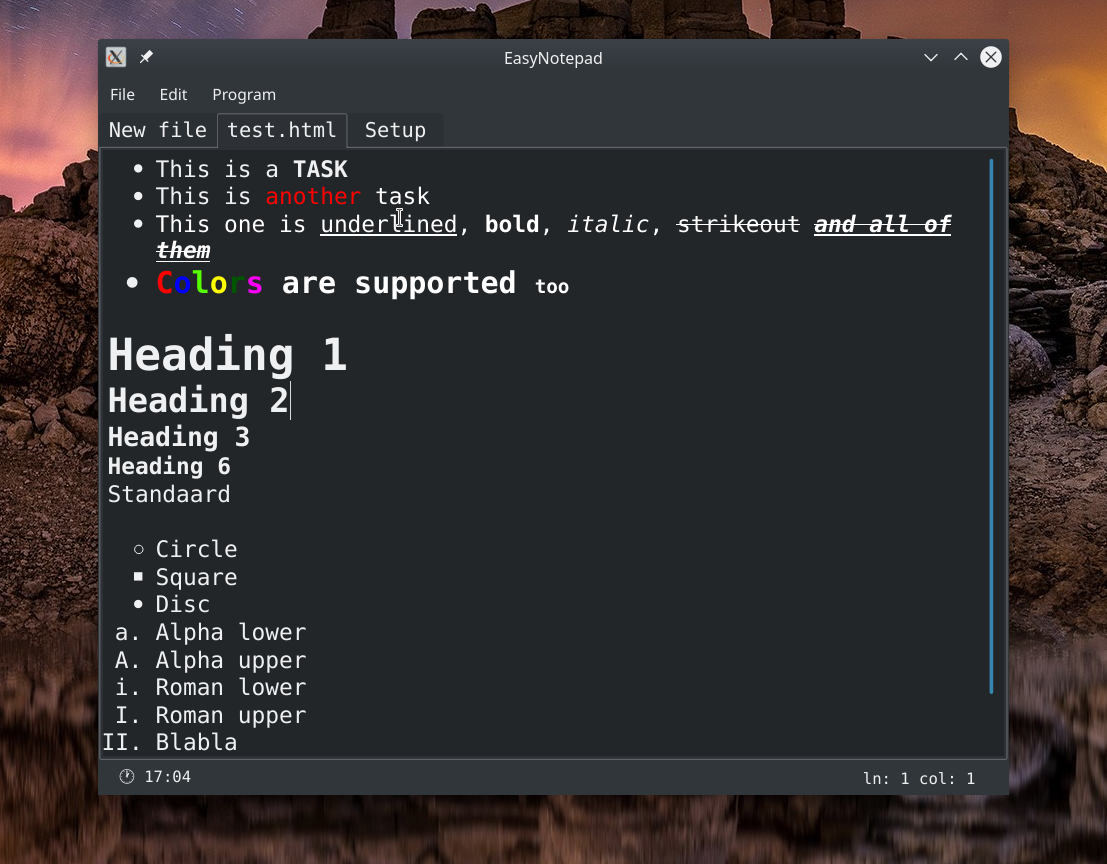 EasyNotepad
File Edit Program
New file test.html Setup
• This is a TASK
• This is another task
• This one is underlined, bold, italic, strikeout and all of
them
• Colors are supported too
Heading 1
Heading 2
Heading 3
Heading 6
Standaard
○ Circle
▪ Square
• Disc
a. Alpha lower
A. Alpha upper
i. Roman lower
I. Roman upper
II. Blabla
17:04 ln: 1 col: 1